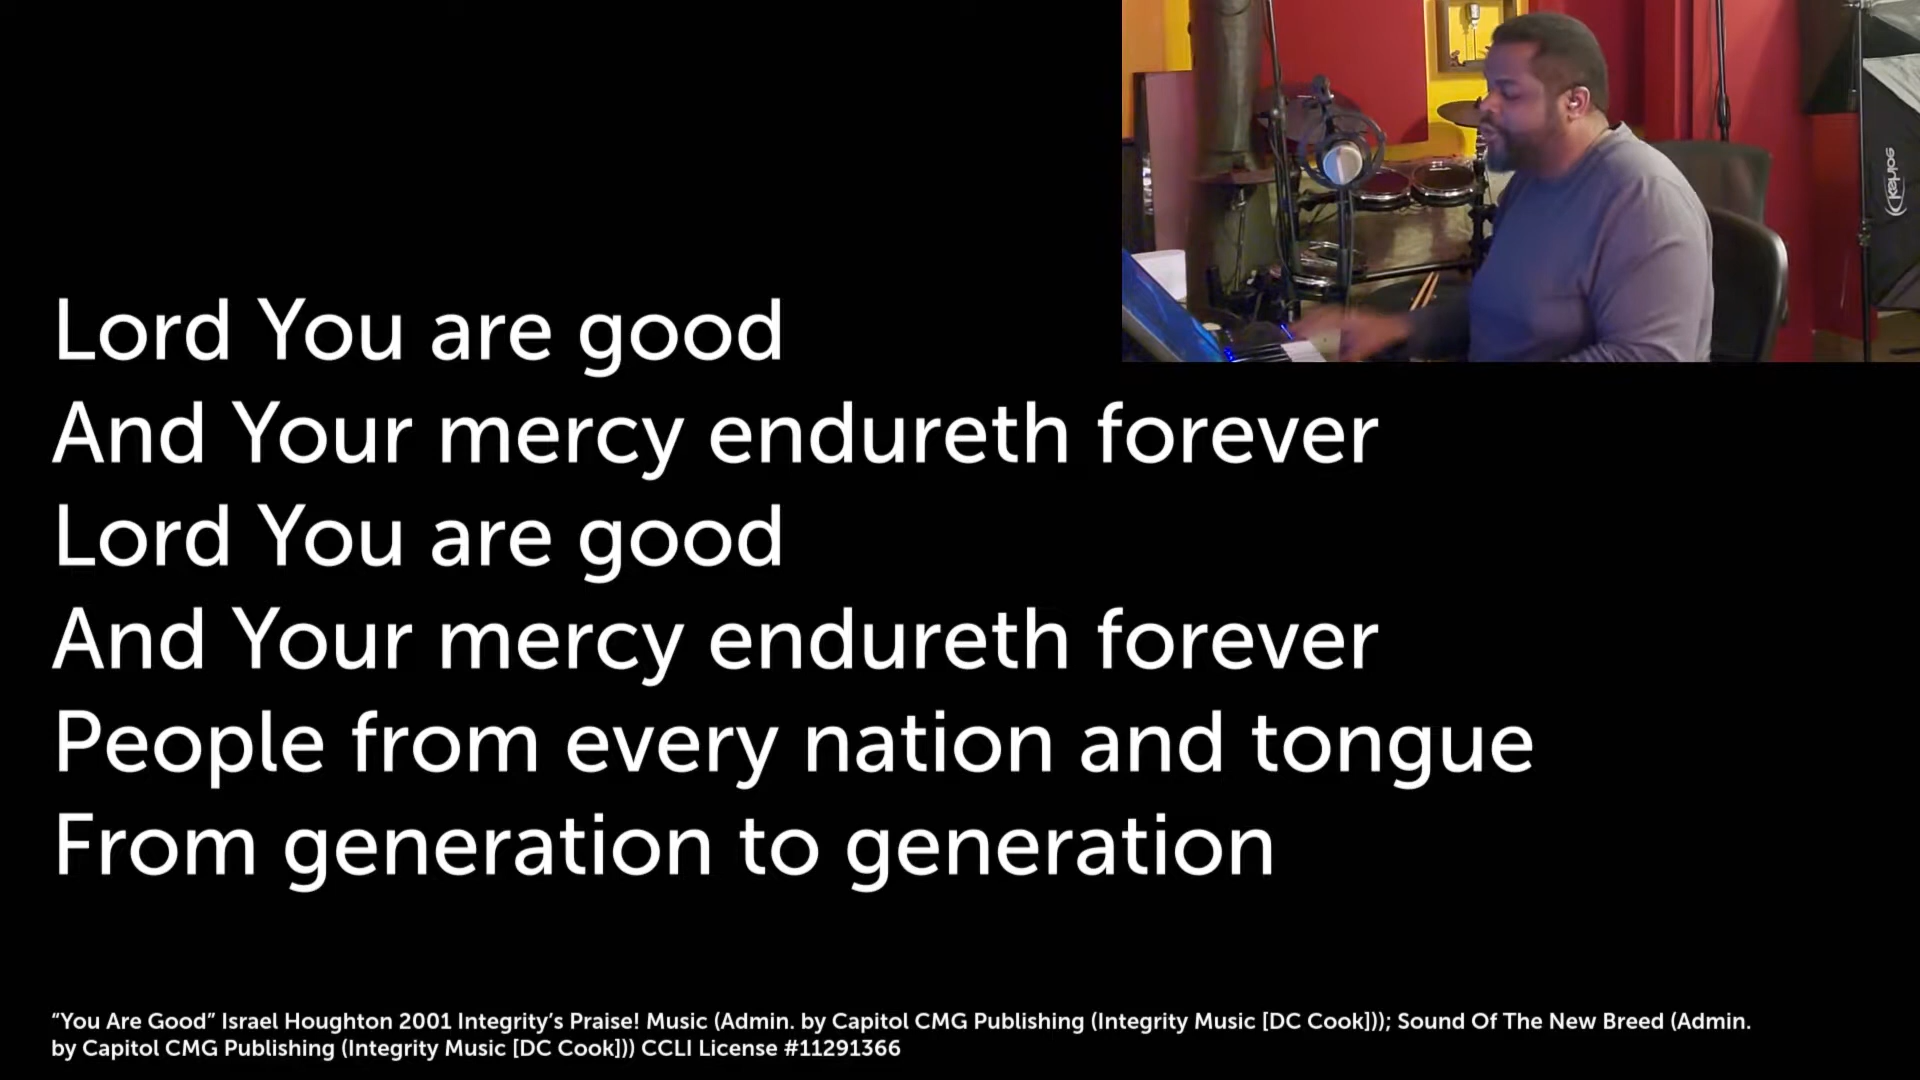 Lord You are good
And Your mercy endureth forever
Lord You are good
And Your mercy endureth forever
People from every nation and tongue
From generation to generation
“You Are Good” Israel Houghton 2001 Integrity’s Praise! Music (Admin. by Capitol CMG Publishing (Integrity Music [DC Cook])); Sound Of The New Breed (Admin.
by Capitol CMG Publishing (Integrity Music [DC Cook])) CCLI License #11291366
Kephos